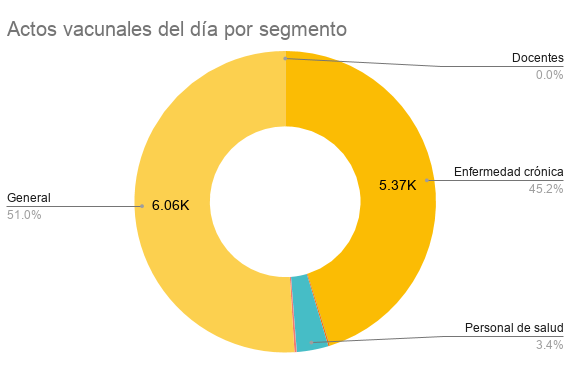 Actos vacunales del día por segmento
Docentes
0.0%
Enfermedad crónica
45.2%
5.37K
General
51.0%
6.06K
Personal de salud
3.4%